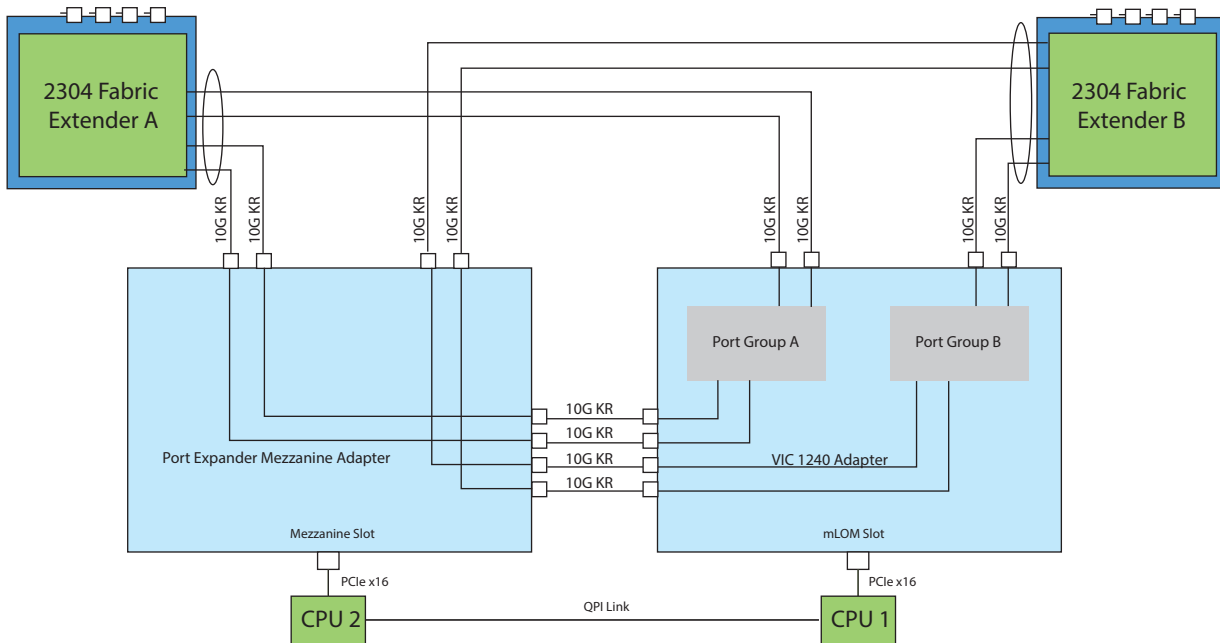 2304 Fabric
Extender A
2304 Fabric
Extender B
10G KR
10G KR
10G KR
10G KR
10G KR
10G KR
10G KR
10G KR
Port Group A
Port Group B
10G KR
10G KR
10G KR
10G KR
Port Expander Mezzanine Adapter
VIC 1240 Adapter
Mezzanine Slot
mLOM Slot
PCIe x16
PCIe x16
CPU 2
QPI Link
CPU 1